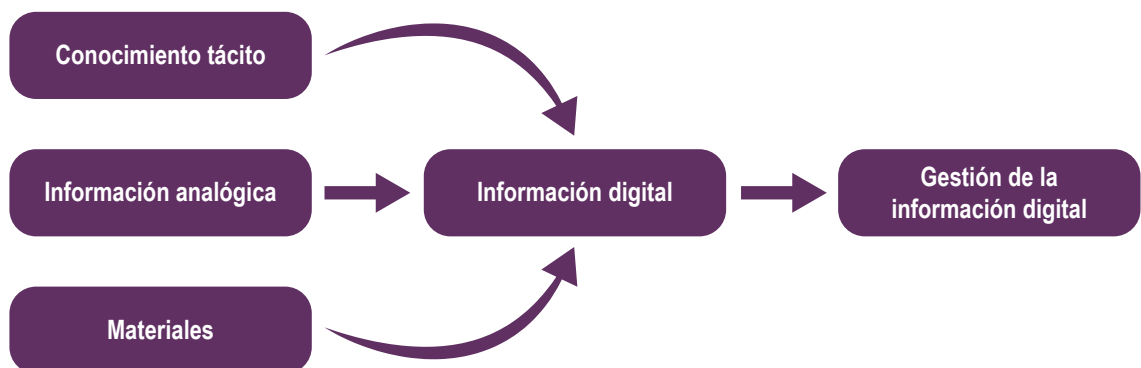 Conocimiento tácito
Información analógica
Materiales
Información digital
Gestión de la
información digital